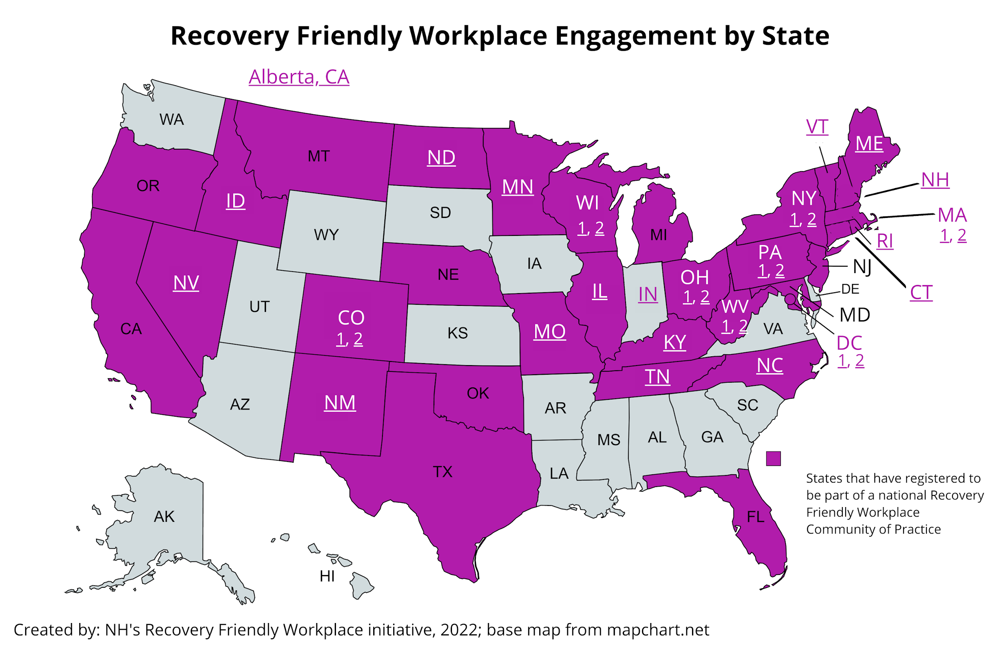 Recovery Friendly Workplace Engagement by State
Alberta, CA
WA
VT
ME
MT
ND
NH
OR
MN
ID
WI
1, 2
NY
1, 2
SD
MA
1, 2
WY
MI
RI
IA
NE
PA
1, 2
NJ
NV
OH
1, 2
DE
IL
IN
CT
UT
WV
1, 2
MD
CO
1, 2
CA
KS
MO
VA
KY
DC
1, 2
NC
TN
OK
AZ
NM
AR
SC
MS
AL
GA
TX
LA
States that have registered to
be part of a national Recovery
Friendly Workplace
Community of Practice
AK
FL
HI
Created by: NH's Recovery Friendly Workplace initiative, 2022; base map from mapchart.net